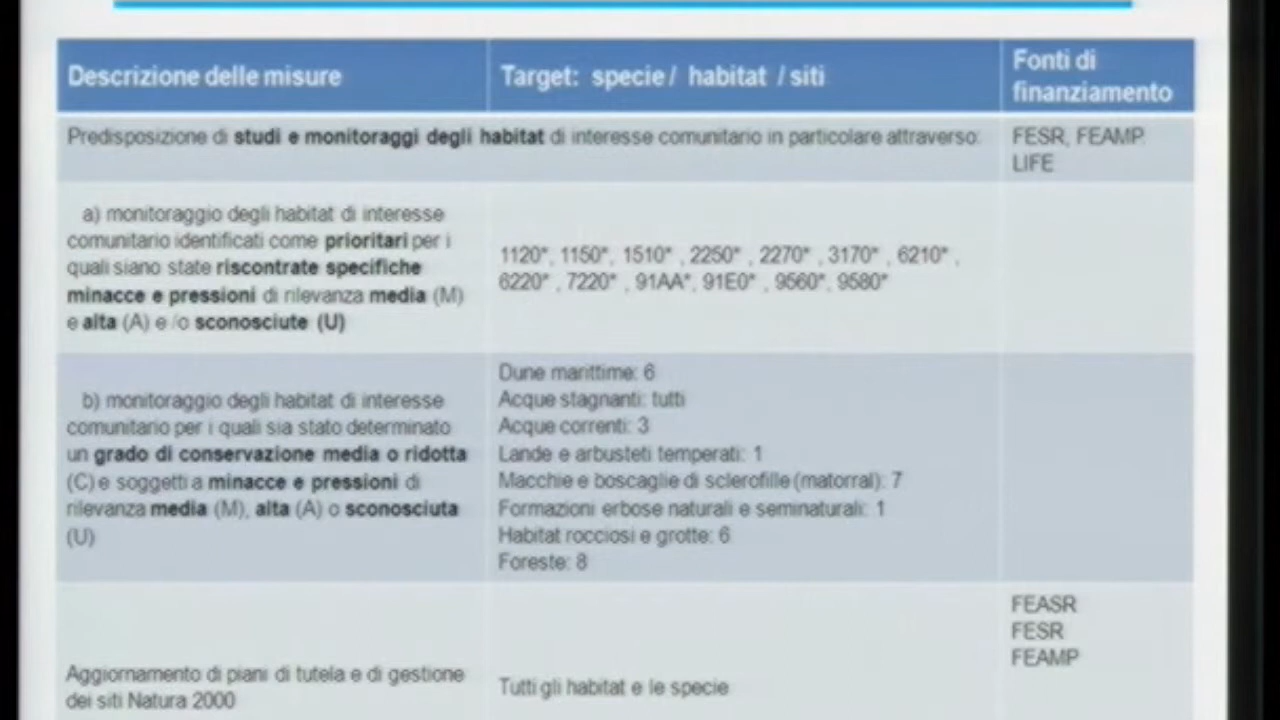 Descrizione delle misure
Target: specie / habitat / siti
Fonti di
finanziamento
Predisposizione di studi e monitoraggi degli habitat di interesse comunitario in particolare attraverso:
FESR, FEAMP
LIFE
a) monitoraggio degli habitat di interesse
comunitario identificati come prioritari per i
quali siano state riscontrate specifiche
minacce e pressioni di rilevanza media (M)
e alta (A) e /o sconosciute (U)
1120*, 1150*, 1510* , 2250* , 2270* , 3170* , 6210* ,
6220* , 7220* , 91AA*, 91E0* , 9560*, 9580*
b) monitoraggio degli habitat di interesse
comunitario per i quali sia stato determinato
un grado di conservazione media o ridotta
(C) e soggetti a minacce e pressioni di
rilevanza media (M), alta (A) o sconosciuta
(U)
Dune marittime: 6
Acque stagnanti: tutti
Acque correnti: 3
Lande e arbusteti temperati: 1
Macchie e boscaglie di sclerofille (matorral): 7
Formazioni erbose naturali e seminaturali: 1
Habitat rocciosi e grotte: 6
Foreste: 8
Aggiornamento di piani di tutela e di gestione
dei siti Natura 2000
Tutti gli habitat e le specie
FEASR
FESR
FEAMP